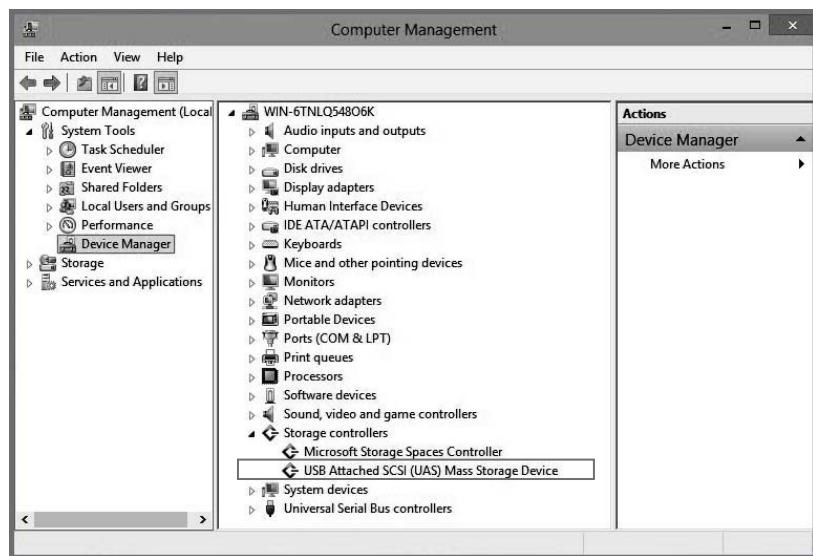 Computer Management
File Action View Help
Computer Management (Local
System Tools
Task Scheduler
Event Viewer
Shared Folders
Local Users and Groups
Performance
Device Manager
Storage
Services and Applications
WIN-6TNLQ548O6K
Audio inputs and outputs
Computer
Disk drives
Display adapters
Human Interface Devices
IDE ATA/ATAPI controllers
Keyboards
Mice and other pointing devices
Monitors
Network adapters
Portable Devices
Ports (COM & LPT)
Print queues
Processors
Software devices
Sound, video and game controllers
Storage controllers
Microsoft Storage Spaces Controller
USB Attached SCSI (UAS) Mass Storage Device
System devices
Universal Serial Bus controllers
Actions
Device Manager
More Actions